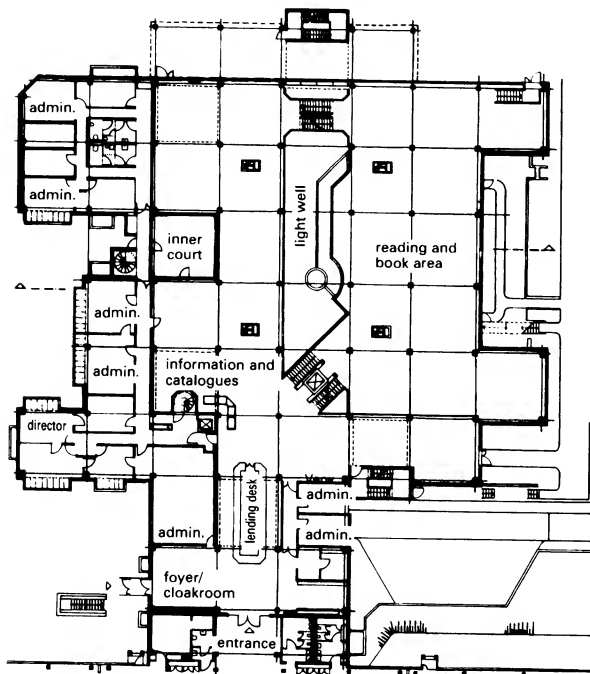 admin.
admin.
inner
court
light well
reading and
book area
admin.
admin.
information and
catalogues
director
lending desk
admin.
admin.
admin.
foyer/
cloakroom
entrance